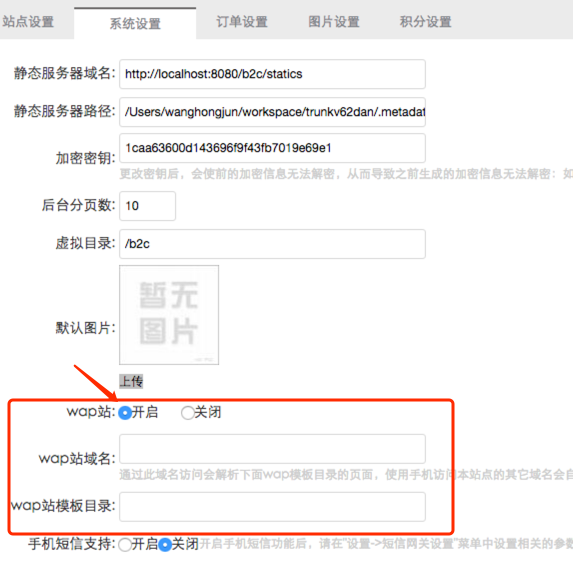 站点设置 系统设置 订单设置 图片设置 积分设置
静态服务器域名: http://localhost:8080/b2c/statics
静态服务器路径: /Users/wanghongjun/workspace/trunkv62dan/.metadat
加密密钥: 1caa63600d143696f9f43fb7019e69e1
更改密钥后，会使前的加密信息无法解密，从而导致之前生成的加密信息无法解密：如
后台分页数: 10
虚拟目录: /b2c
暂无
图片
默认图片:
上传
wap站: 开启 关闭
wap站域名:
通过此域名访问会解析下面wap模板目录的页面，使用手机访问本站点的其它域名会自
wap站模板目录:
手机短信支持: 开启 关闭 开启手机短信功能后，请在"设置->短信网关设置"菜单中设置相关的参数